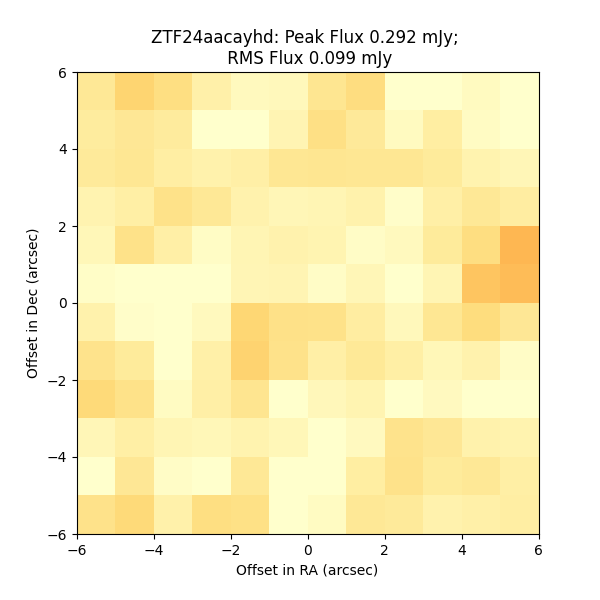 ZTF24aacayhd: Peak Flux 0.292 mJy;
RMS Flux 0.099 mJy
6
4
2
0
−2
−4
−6
Offset in Dec (arcsec)
−6 −4 −2 0 2 4 6
Offset in RA (arcsec)